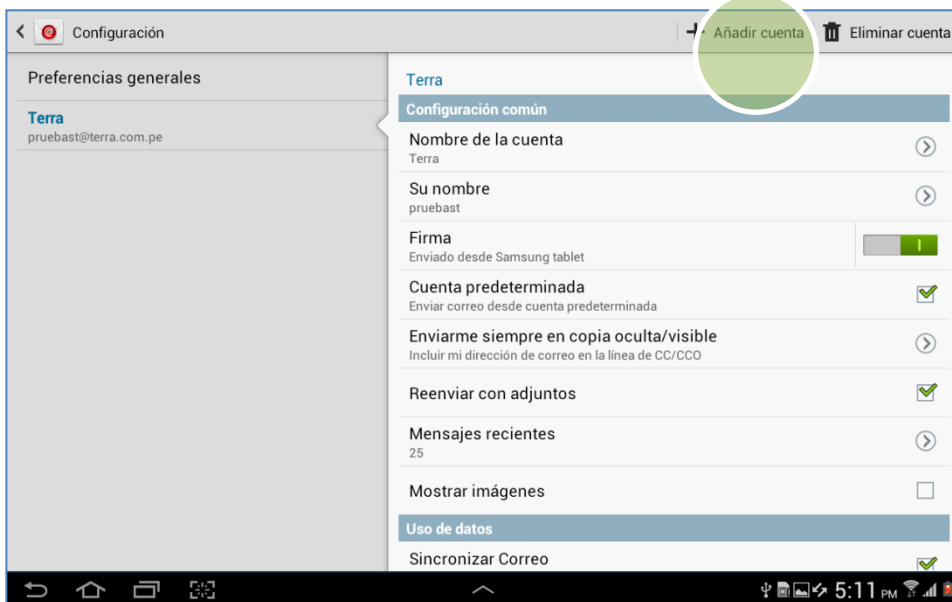 Configuración
Añadir cuenta
Eliminar cuenta
Preferencias generales
Terra
pruebast@terra.com.pe
Terra
Configuración común
Nombre de la cuenta
Terra
Su nombre
pruebast
Firma
Enviado desde Samsung tablet
Cuenta predeterminada
Enviar correo desde cuenta predeterminada
Enviarme siempre en copia oculta/visible
Incluir mi dirección de correo en la línea de CC/CCO
Reenviar con adjuntos
Mensajes recientes
25
Mostrar imágenes
Uso de datos
Sincronizar Correo
5:11 PM